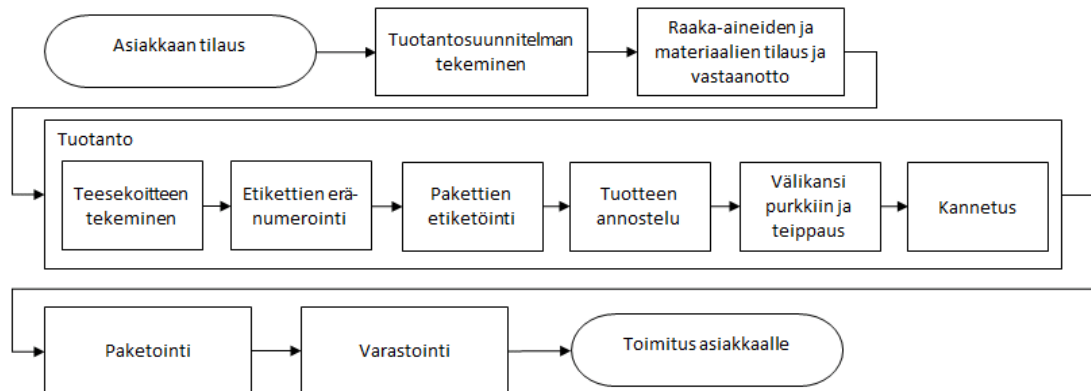 Asiakkaan tilaus
Tuotantosuunnitelman
tekeminen
Raaka-aineiden ja
materiaalien tilaus ja
vastaanotto
Tuotanto
Teesekoitteen
tekeminen
Etikettien erä-
numerointi
Pakettien
etiketöinti
Tuotteen
annostelu
Välikansi
purkkiin ja
teippaus
Kannetus
Paketointi
Varastointi
Toimitus asiakkaalle